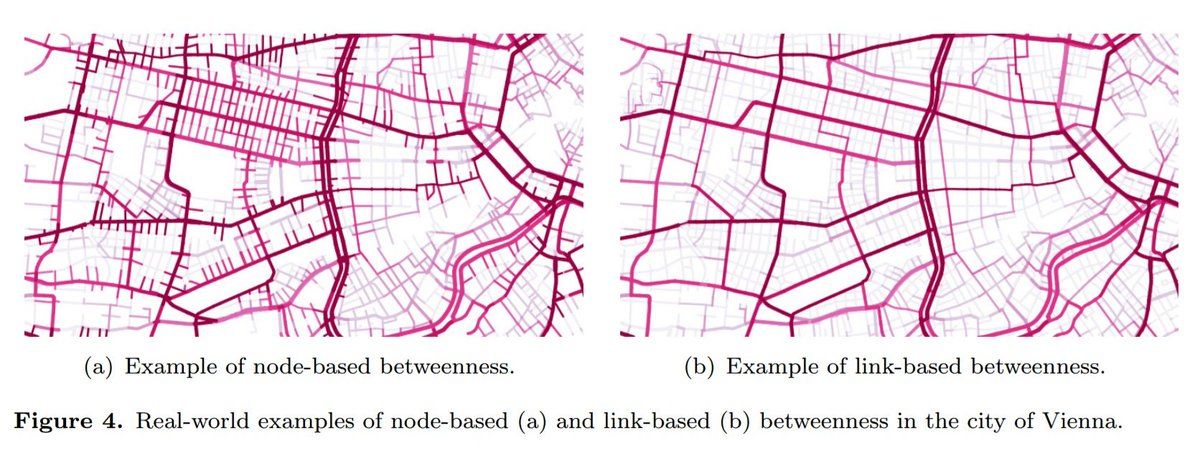 (a) Example of node-based betweenness.
(b) Example of link-based betweenness.
Figure 4. Real-world examples of node-based (a) and link-based (b) betweenness in the city of Vienna.